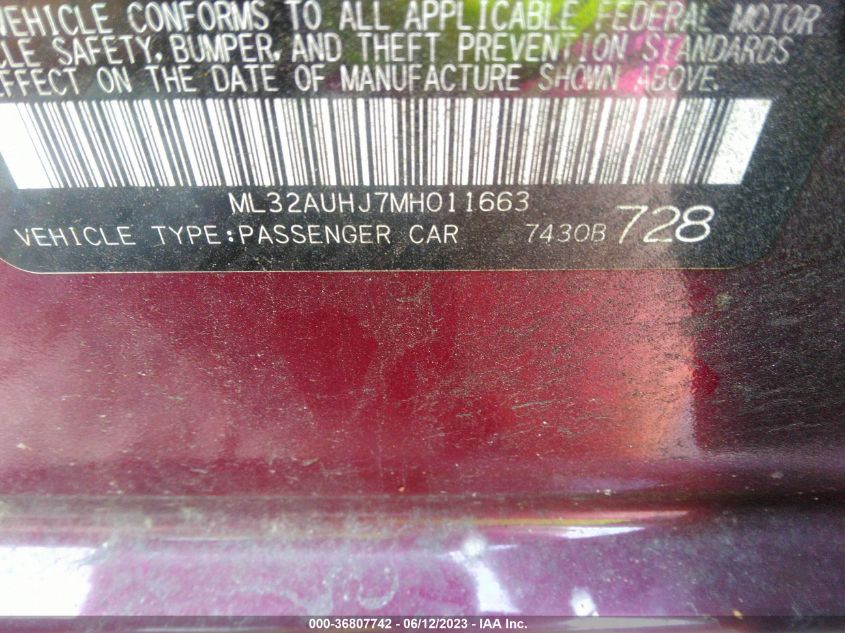 VEHICLE CONFORMS TO ALL APPLICABLE FEDERAL MOTOR
CLE SAFETY, BUMPER, AND THEFT PREVENTION STANDARDS
EFFECT ON THE DATE OF MANUFACTURE SHOWN ABOVE.
ML32AUHJ7MH011663
VEHICLE TYPE:PASSENGER CAR 7430B 728
000-36807742 - 06/12/2023 - IAA Inc.